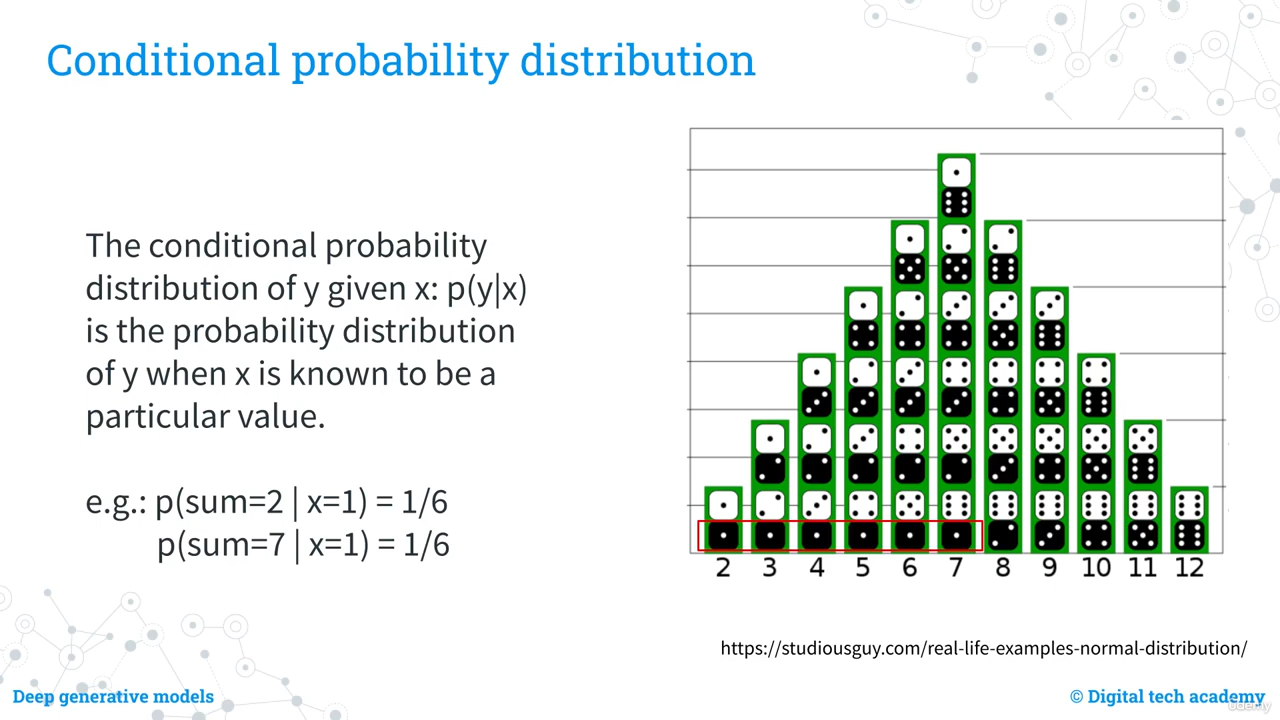 Conditional probability distribution
The conditional probability
distribution of y given x: p(y|x)
is the probability distribution
of y when x is known to be a
particular value.
e.g.: p(sum=2 | x=1) = 1/6
p(sum=7 | x=1) = 1/6
2 3 4 5 6 7 8 9 10 11 12
https://studiousguy.com/real-life-examples-normal-distribution/
Deep generative models
© Digital tech academy
udemy